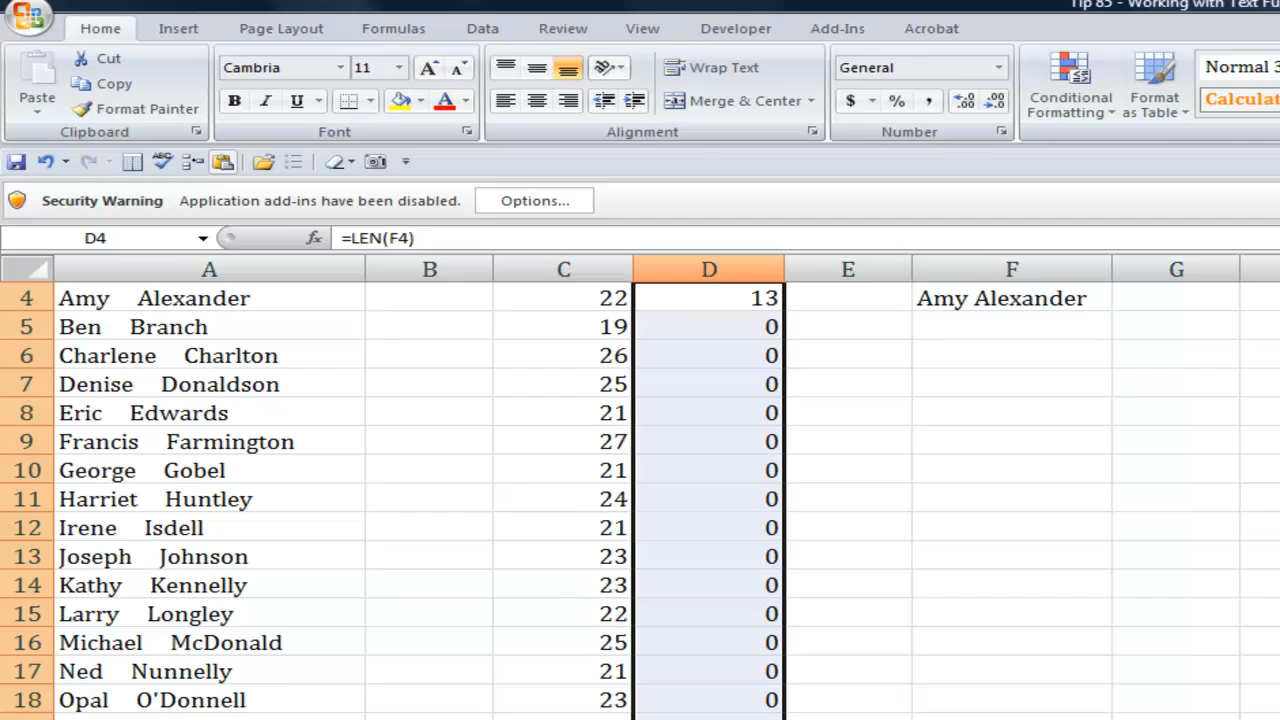 Tip 85 - Working with Text Fu
Home Insert Page Layout Formulas Data Review View Developer Add-Ins Acrobat
Paste
Cut
Copy
Format Painter
Clipboard
Cambria 11
B I U A
Font
Wrap Text
Merge & Center
Alignment
General
$ % ,
Number
Conditional Formatting
Format as Table
Normal 3
Calculat
Security Warning Application add-ins have been disabled. Options...
D4 fx =LEN(F4)
A B C D E F G
4 Amy Alexander 22 13 Amy Alexander
5 Ben Branch 19 0
6 Charlene Charlton 26 0
7 Denise Donaldson 25 0
8 Eric Edwards 21 0
9 Francis Farmington 27 0
10 George Gobel 21 0
11 Harriet Huntley 24 0
12 Irene Isdell 21 0
13 Joseph Johnson 23 0
14 Kathy Kennelly 23 0
15 Larry Longley 22 0
16 Michael McDonald 25 0
17 Ned Nunnelly 21 0
18 Opal O'Donnell 23 0